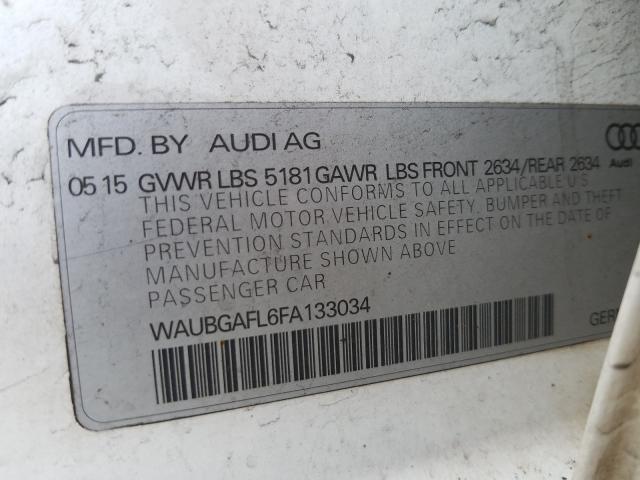 MFD. BY AUDI AG
Audi
05 15 GVWR LBS 5181 GAWR LBS FRONT 2634/REAR 2634
THIS VEHICLE CONFORMS TO ALL APPLICABLE U.S
FEDERAL MOTOR VEHICLE SAFETY, BUMPER AND THEFT
PREVENTION STANDARDS IN EFFECT ON THE DATE OF
MANUFACTURE SHOWN ABOVE
PASSENGER CAR
WAUBGAFL6FA133034
GER